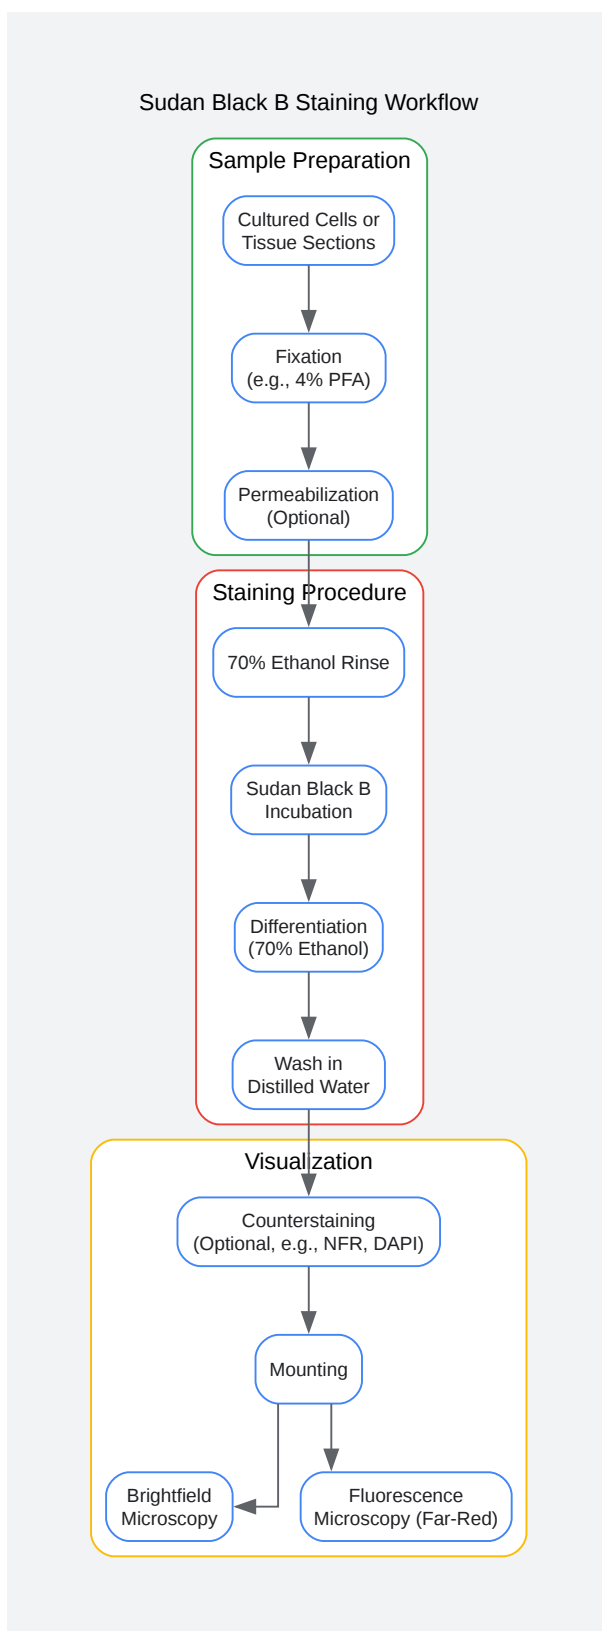 Sudan Black B Staining Workflow
Sample Preparation
Cultured Cells or
Tissue Sections
Fixation
(e.g., 4% PFA)
Permeabilization
(Optional)
Staining Procedure
70% Ethanol Rinse
Sudan Black B
Incubation
Differentiation
(70% Ethanol)
Wash in
Distilled Water
Visualization
Counterstaining
(Optional, e.g., NFR, DAPI)
Mounting
Brightfield
Microscopy
Fluorescence
Microscopy (Far-Red)